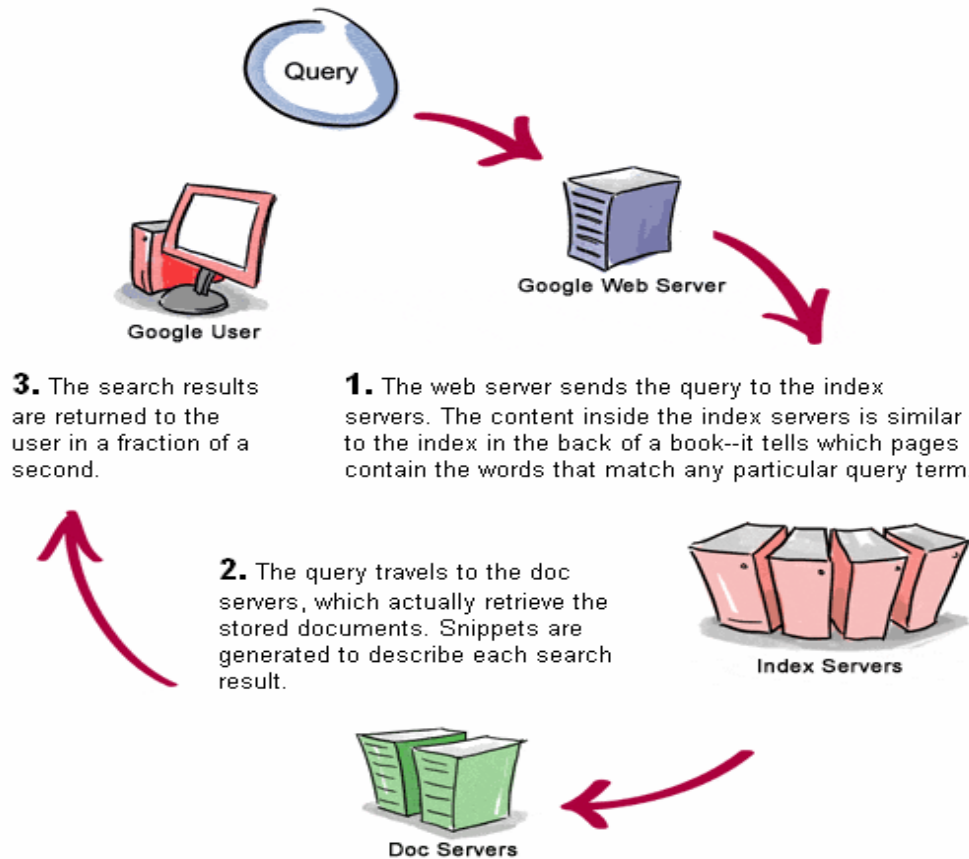 Query
Google Web Server
Google User
3. The search results
are returned to the
user in a fraction of a
second.
1. The web server sends the query to the index
servers. The content inside the index servers is similar
to the index in the back of a book--it tells which pages
contain the words that match any particular query term.
Index Servers
2. The query travels to the doc
servers, which actually retrieve the
stored documents. Snippets are
generated to describe each search
result.
Doc Servers